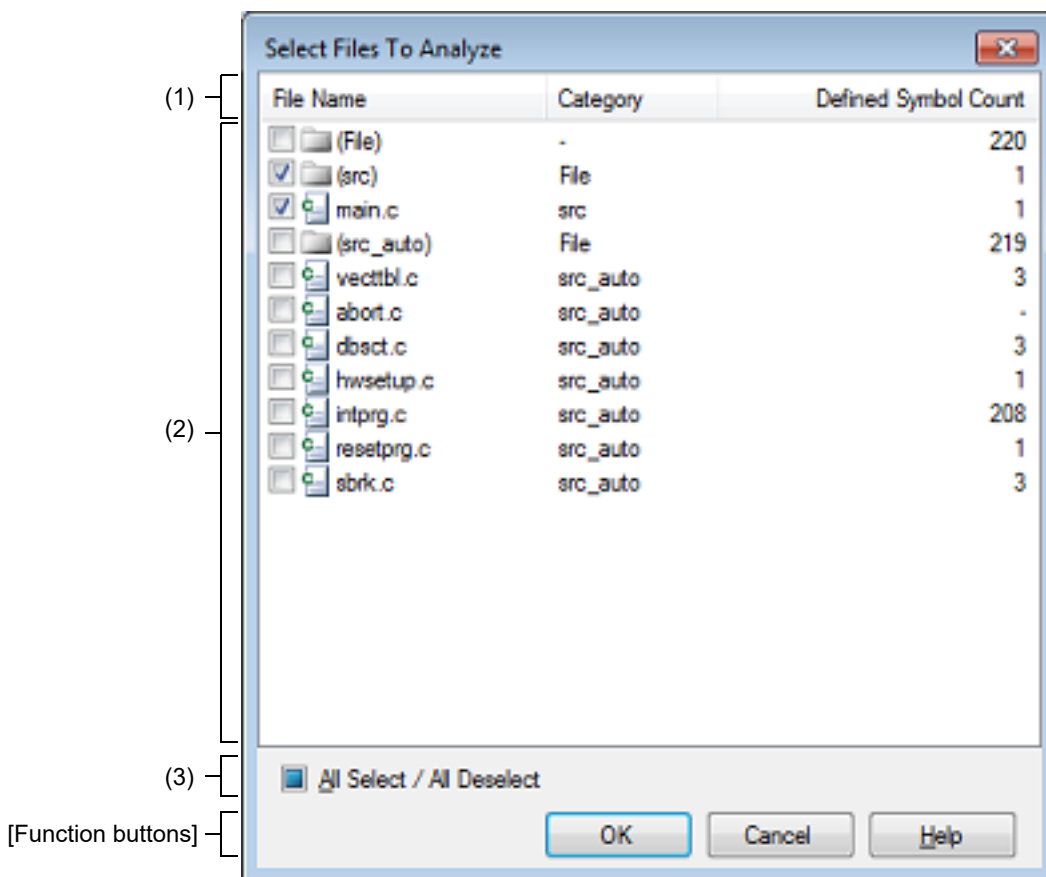 Select Files To Analyze
(1)
File Name Category Defined Symbol Count
(File) - 220
(src) File 1
main.c src 1
(src_auto) File 219
vecttbl.c src_auto 3
abort.c src_auto -
dbsct.c src_auto 3
hwsetup.c src_auto 1
(2)
intprg.c src_auto 208
resetprg.c src_auto 1
sbrk.c src_auto 3
(3)
All Select / All Deselect
[Function buttons]
OK Cancel Help